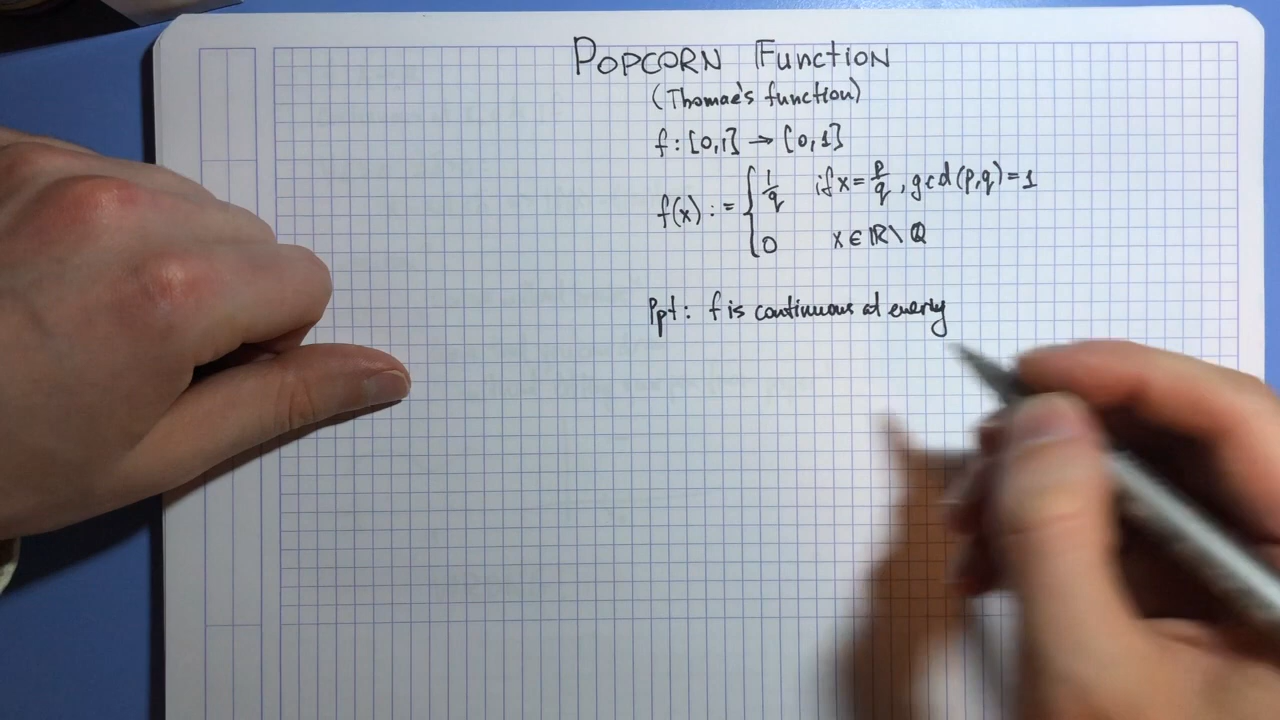 POPCORN Function
(Thomae's function)
f : [0,1] → [0,1]
f(x) := { 1/q if x = p/q , gcd(p,q) = 1
0 x ∈ ℝ \ ℚ
Ppt : f is continuous at every